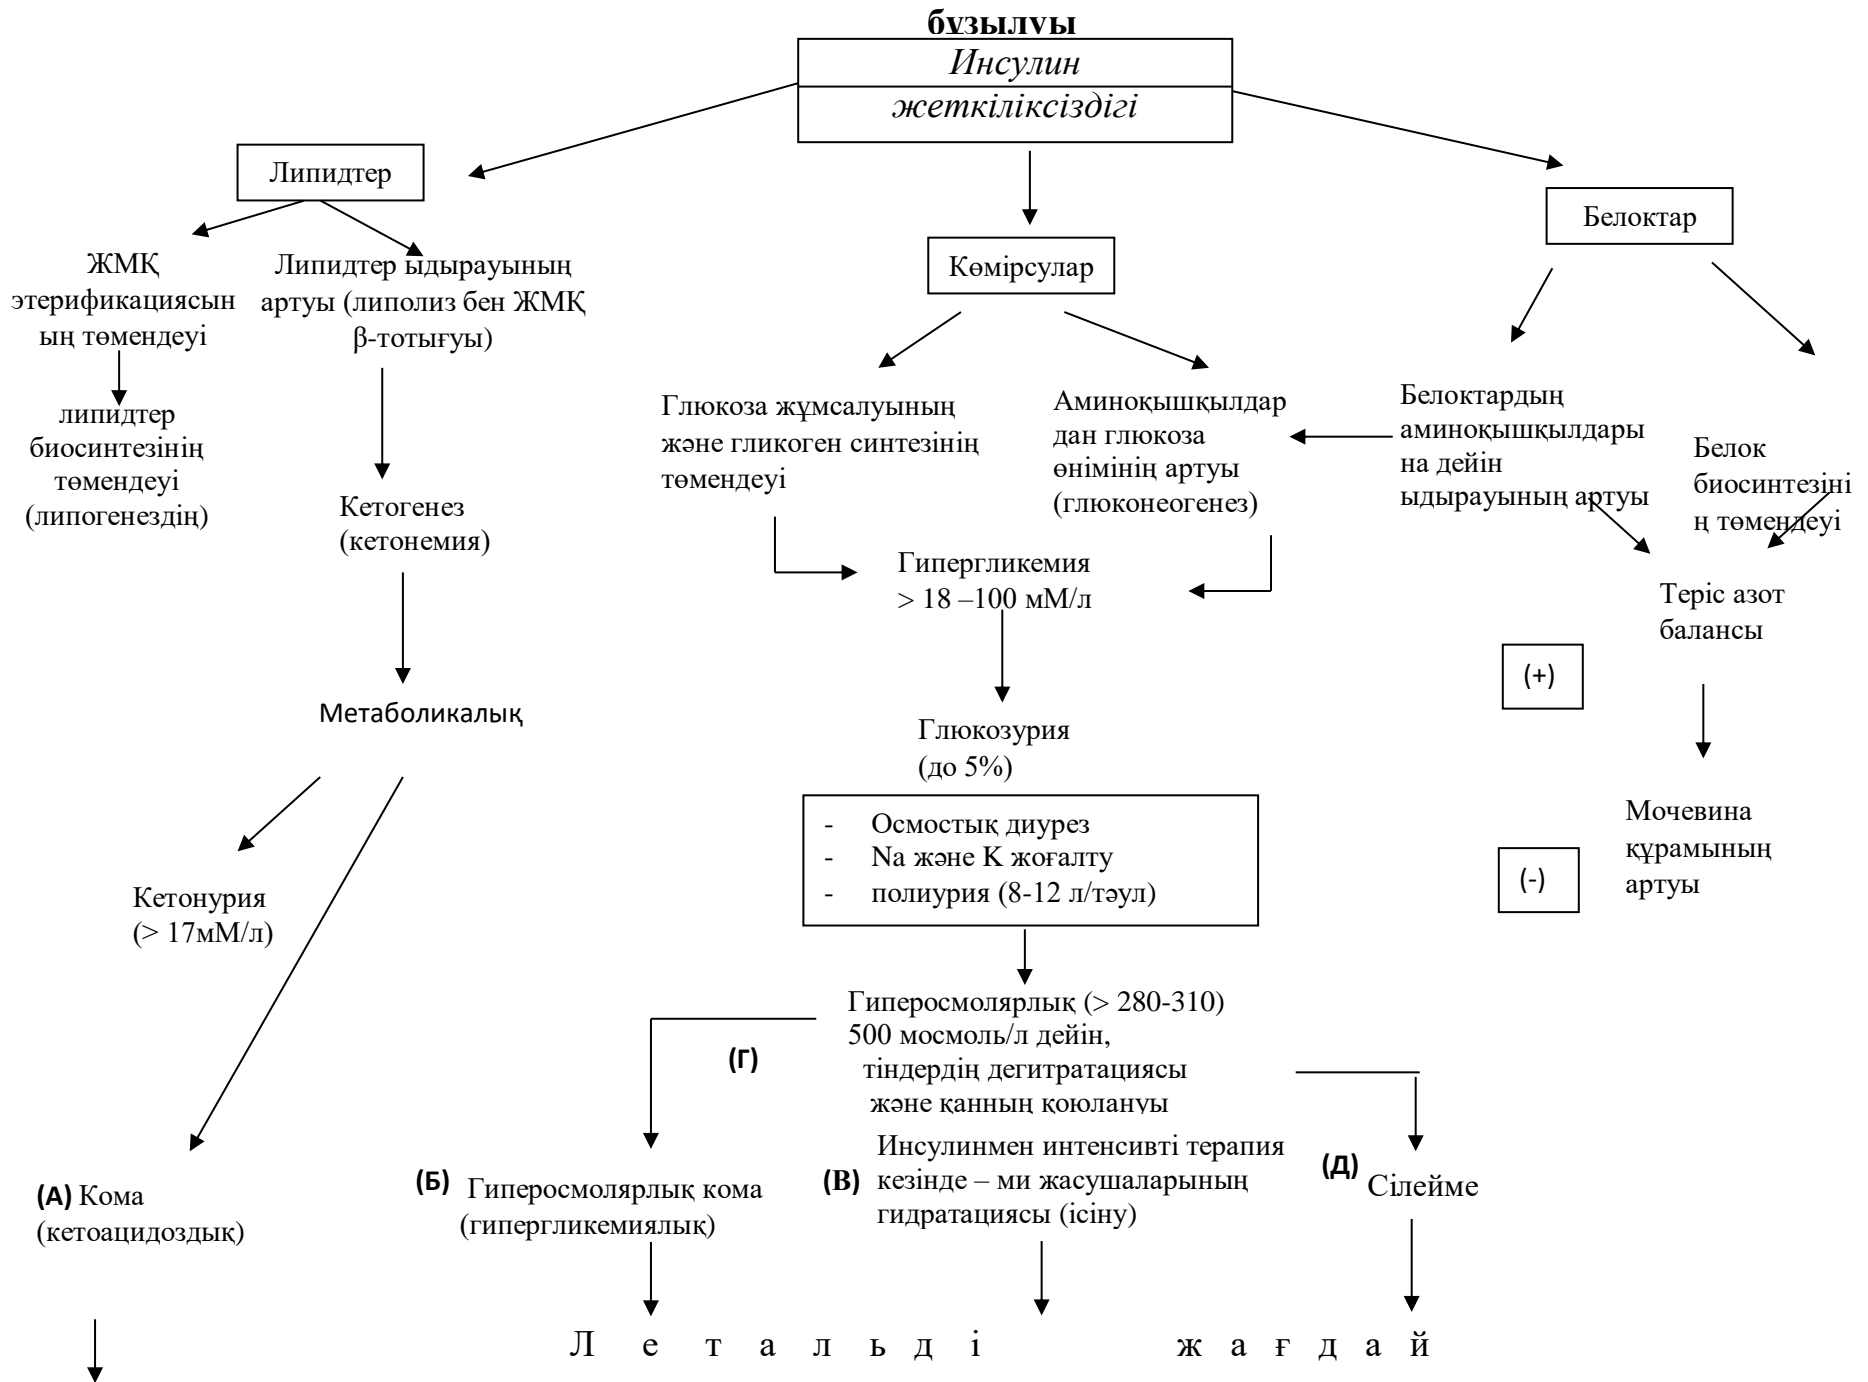 бұзылуы
Инсулин
жеткіліксіздігі
Липидтер
Белоктар
Көмірсулар
ЖМҚ
этерификациясын
ың төмендеуі
липидтер
биосинтезінің
төмендеуі
(липогенездің)
Липидтер ыдырауының
артуы (липолиз бен ЖМҚ
β-тотығуы)
Кетогенез
(кетонемия)
Метаболикалық
Кетонурия
(> 17мМ/л)
Глюкоза жұмсалуының
және гликоген синтезінің
төмендеуі
Аминоқышқылдар
дан глюкоза
өнімінің артуы
(глюконеогенез)
Белоктардың
аминоқышқылдары
на дейін
ыдырауының артуы
Белок
биосинтезіні
ң төмендеуі
Гипергликемия
> 18 –100 мМ/л
Теріс азот
балансы
(+)
Глюкозурия
(до 5%)
Мочевина
құрамының
артуы
(-)
- Осмостық диурез
- Na және К жоғалту
- полиурия (8-12 л/тәул)
Гиперосмолярлық (> 280-310)
500 мосмоль/л дейін,
тіндердің дегитратациясы
және қанның қоюлануы
(Г)
(А) Кома
(кетоацидоздық)
(Б) Гиперосмолярлық кома
(гипергликемиялық)
(В) Инсулинмен интенсивті терапия
кезінде – ми жасушаларының
гидратациясы (ісіну)
(Д) Сілейме
Л е т а л ь д і ж а ғ д а й